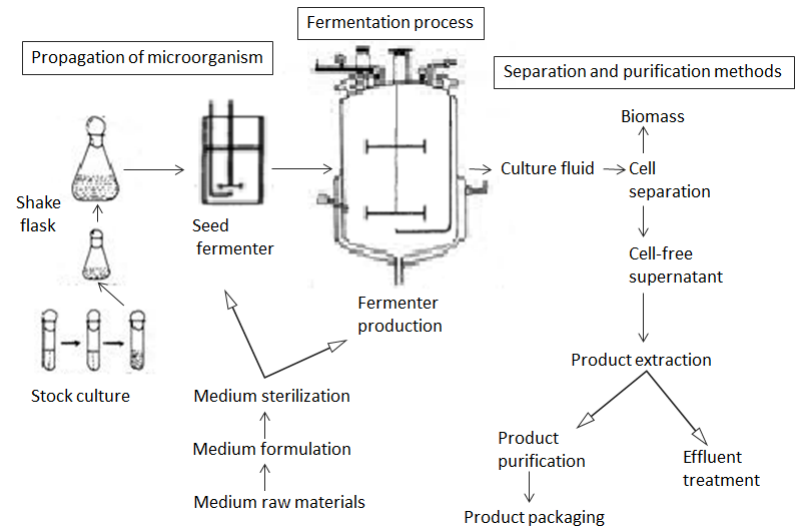 Fermentation process
Propagation of microorganism
Separation and purification methods
Biomass
Shake
flask
Seed
fermenter
Culture fluid
Cell
separation
Cell-free
supernatant
Fermenter
production
Stock culture
Medium sterilization
Medium formulation
Medium raw materials
Product extraction
Product
purification
Effluent
treatment
Product packaging